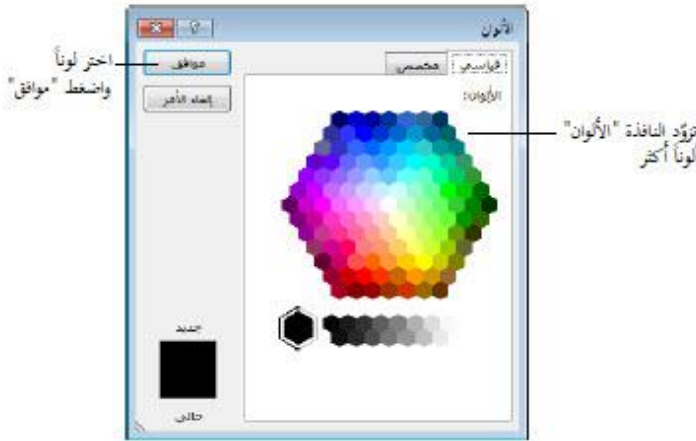 الألوان
قياسي
مخصص
موافق
إلغاء الأمر
الألوان:
جديد
حالي
اختر لوناً
واضغط "موافق"
تزوّد النافذة "الألوان"
لوناً أكثر